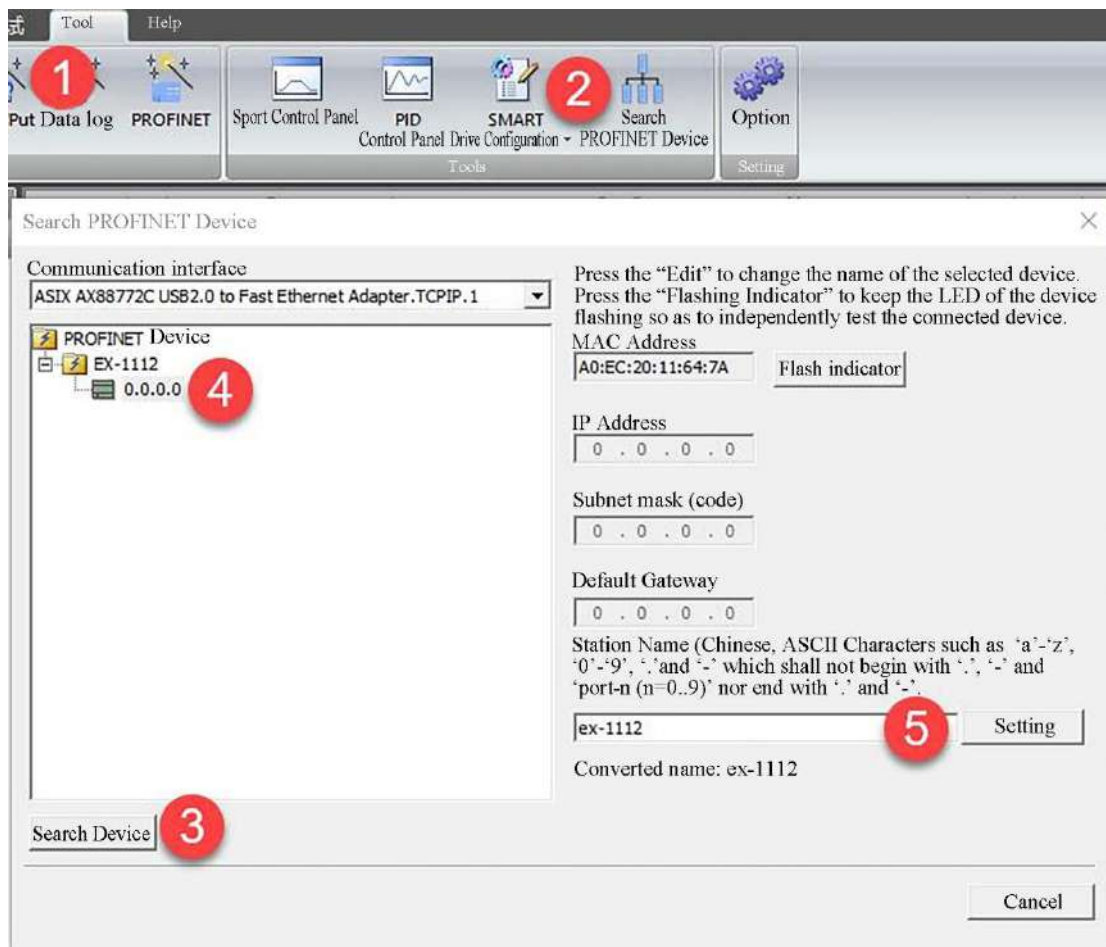 式 Tool Help
1
2
Put Data log PROFINET Sport Control Panel PID SMART Search Option
Control Panel Drive Configuration PROFINET Device
Tools Setting
Search PROFINET Device
Communication interface
ASIX AX88772C USB2.0 to Fast Ethernet Adapter.TCPIP.1
PROFINET Device
EX-1112
0.0.0.0
4
Search Device
3
Press the “Edit” to change the name of the selected device.
Press the “Flashing Indicator” to keep the LED of the device
flashing so as to independently test the connected device.
MAC Address
A0:EC:20:11:64:7A Flash indicator
IP Address
0 . 0 . 0 . 0
Subnet mask (code)
0 . 0 . 0 . 0
Default Gateway
0 . 0 . 0 . 0
Station Name (Chinese, ASCII Characters such as ‘a’-‘z’,
‘0’-‘9’, ‘.’and ‘-’ which shall not begin with ‘.’, ‘-’ and
‘port-n (n=0..9)’ nor end with ‘.’ and ‘-’.
ex-1112 5 Setting
Converted name: ex-1112
Cancel